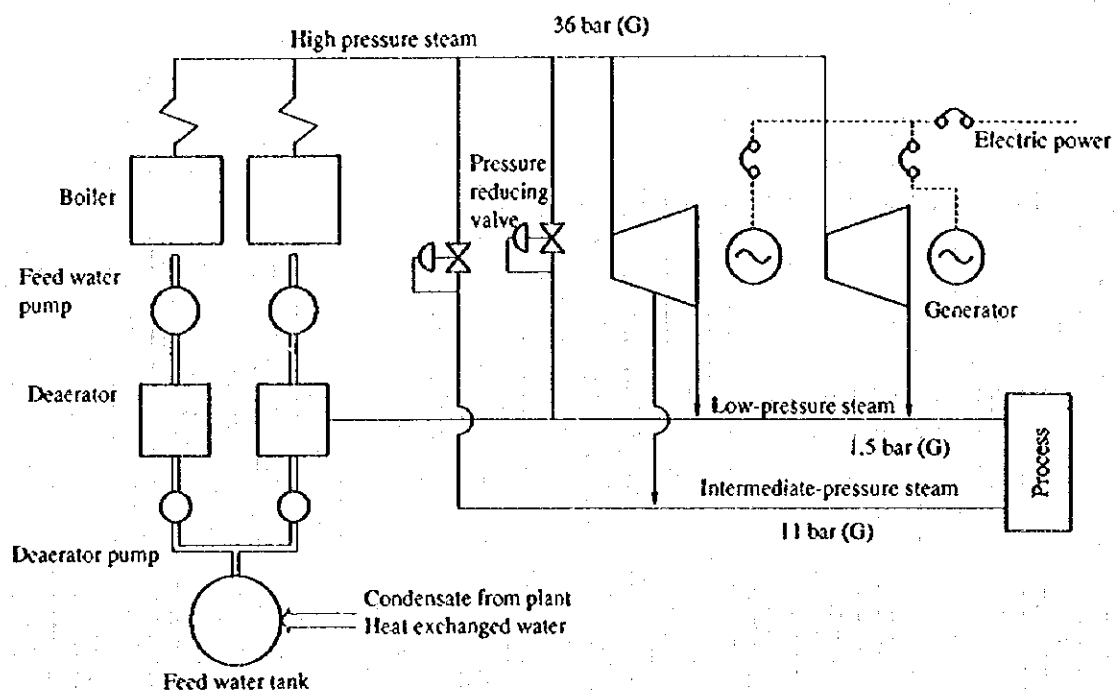 36 bar (G)
High pressure steam
Electric power
Pressure
reducing
valve
Boiler
Feed water
pump
Generator
Deaerator
Low-pressure steam
1.5 bar (G)
Process
Intermediate-pressure steam
11 bar (G)
Deaerator pump
Condensate from plant
Heat exchanged water
Feed water tank